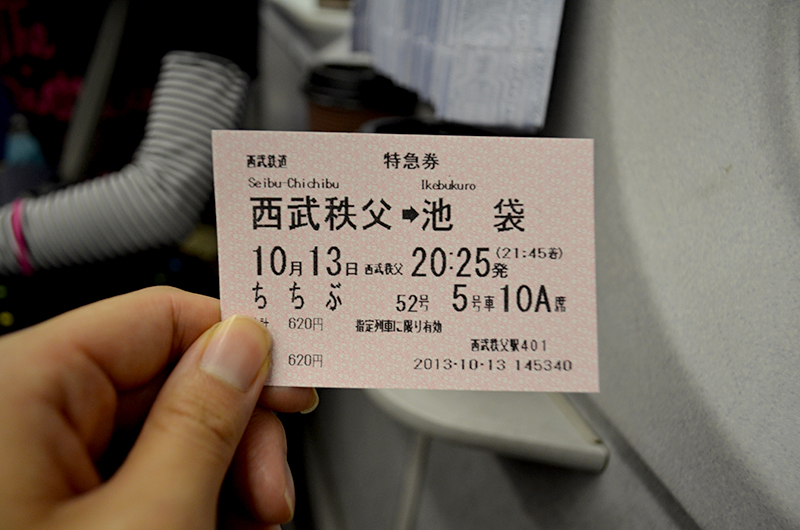 西武鉄道 特急券
Seibu-Chichibu Ikebukuro
西武秩父➡池 袋
10月13日 西武秩父 20:25発 (21:45着)
ちちぶ 52号 5号車 10A席
計 620円 指定列車に限り有効
西武秩父駅401
620円 2013-10-13 145340